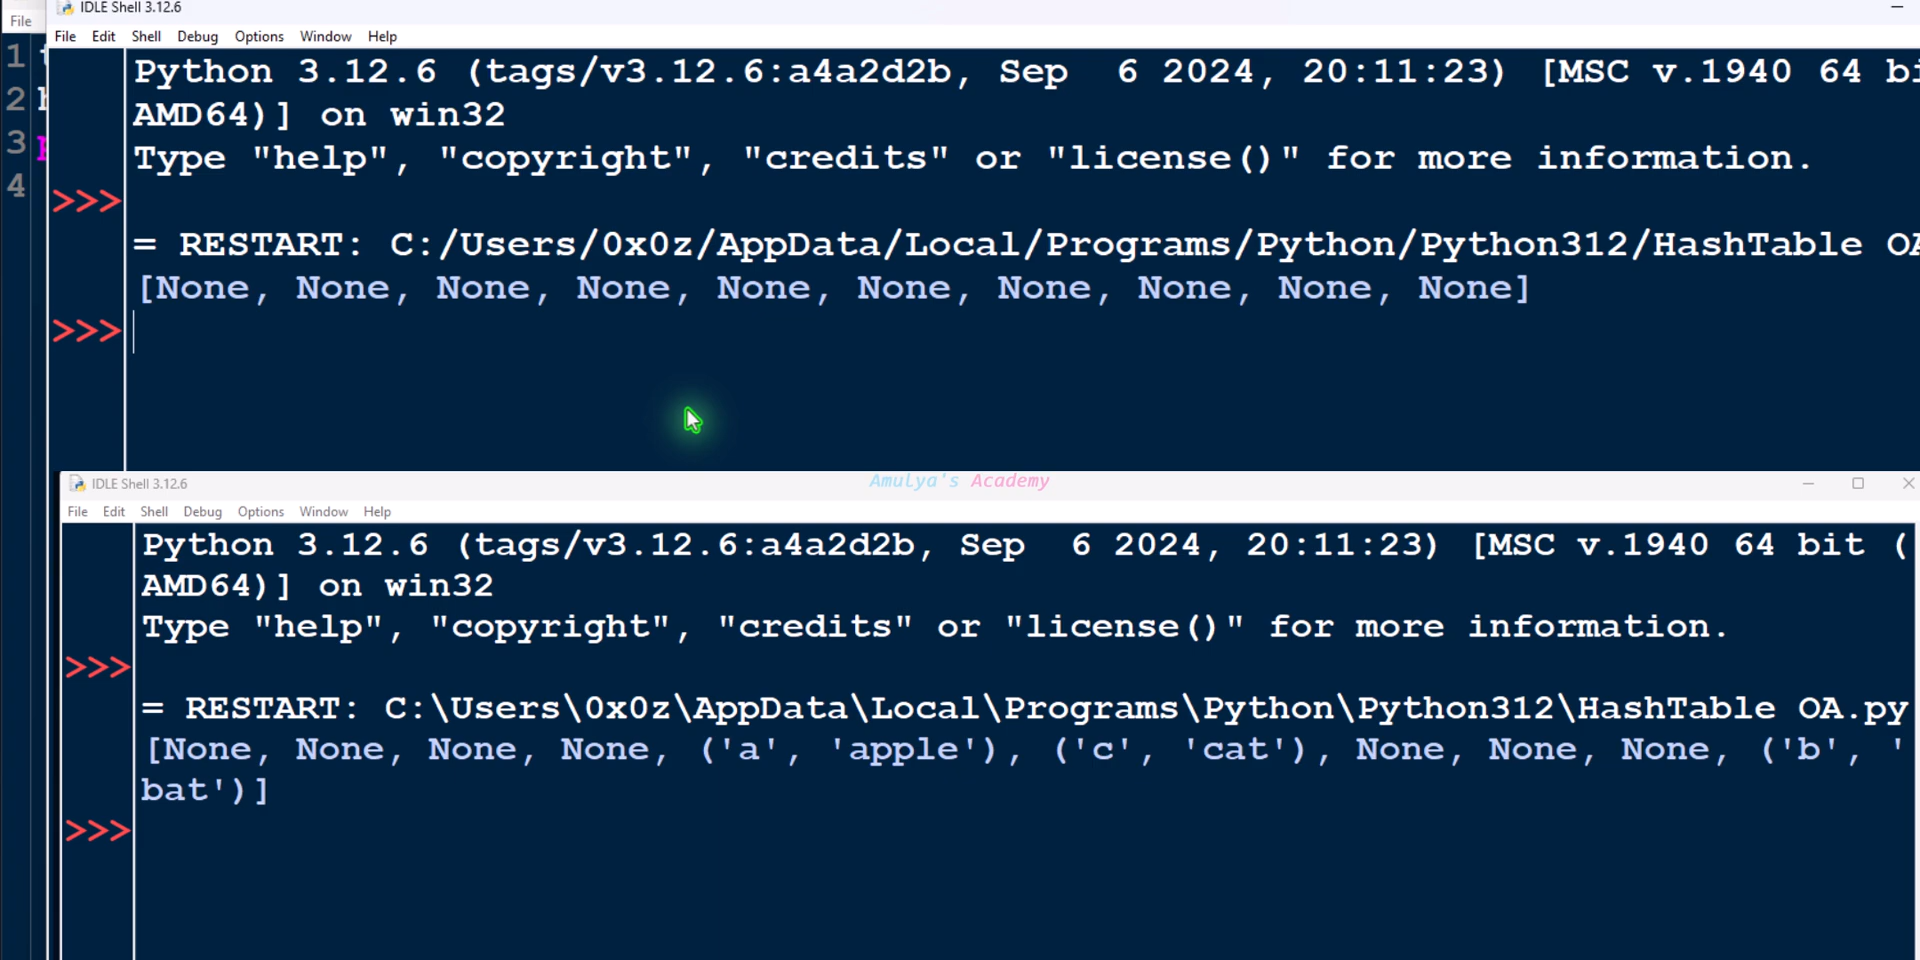 File
1
2
3
4
IDLE Shell 3.12.6
File Edit Shell Debug Options Window Help
Python 3.12.6 (tags/v3.12.6:a4a2d2b, Sep  6 2024, 20:11:23) [MSC v.1940 64 bi
AMD64)] on win32
Type "help", "copyright", "credits" or "license()" for more information.
>>>
= RESTART: C:/Users/0x0z/AppData/Local/Programs/Python/Python312/HashTable OA
[None, None, None, None, None, None, None, None, None, None]
>>>
IDLE Shell 3.12.6
Amulya's Academy
File Edit Shell Debug Options Window Help
Python 3.12.6 (tags/v3.12.6:a4a2d2b, Sep  6 2024, 20:11:23) [MSC v.1940 64 bit (
AMD64)] on win32
Type "help", "copyright", "credits" or "license()" for more information.
>>>
= RESTART: C:\Users\0x0z\AppData\Local\Programs\Python\Python312\HashTable OA.py
[None, None, None, None, ('a', 'apple'), ('c', 'cat'), None, None, None, ('b', '
bat')]
>>>